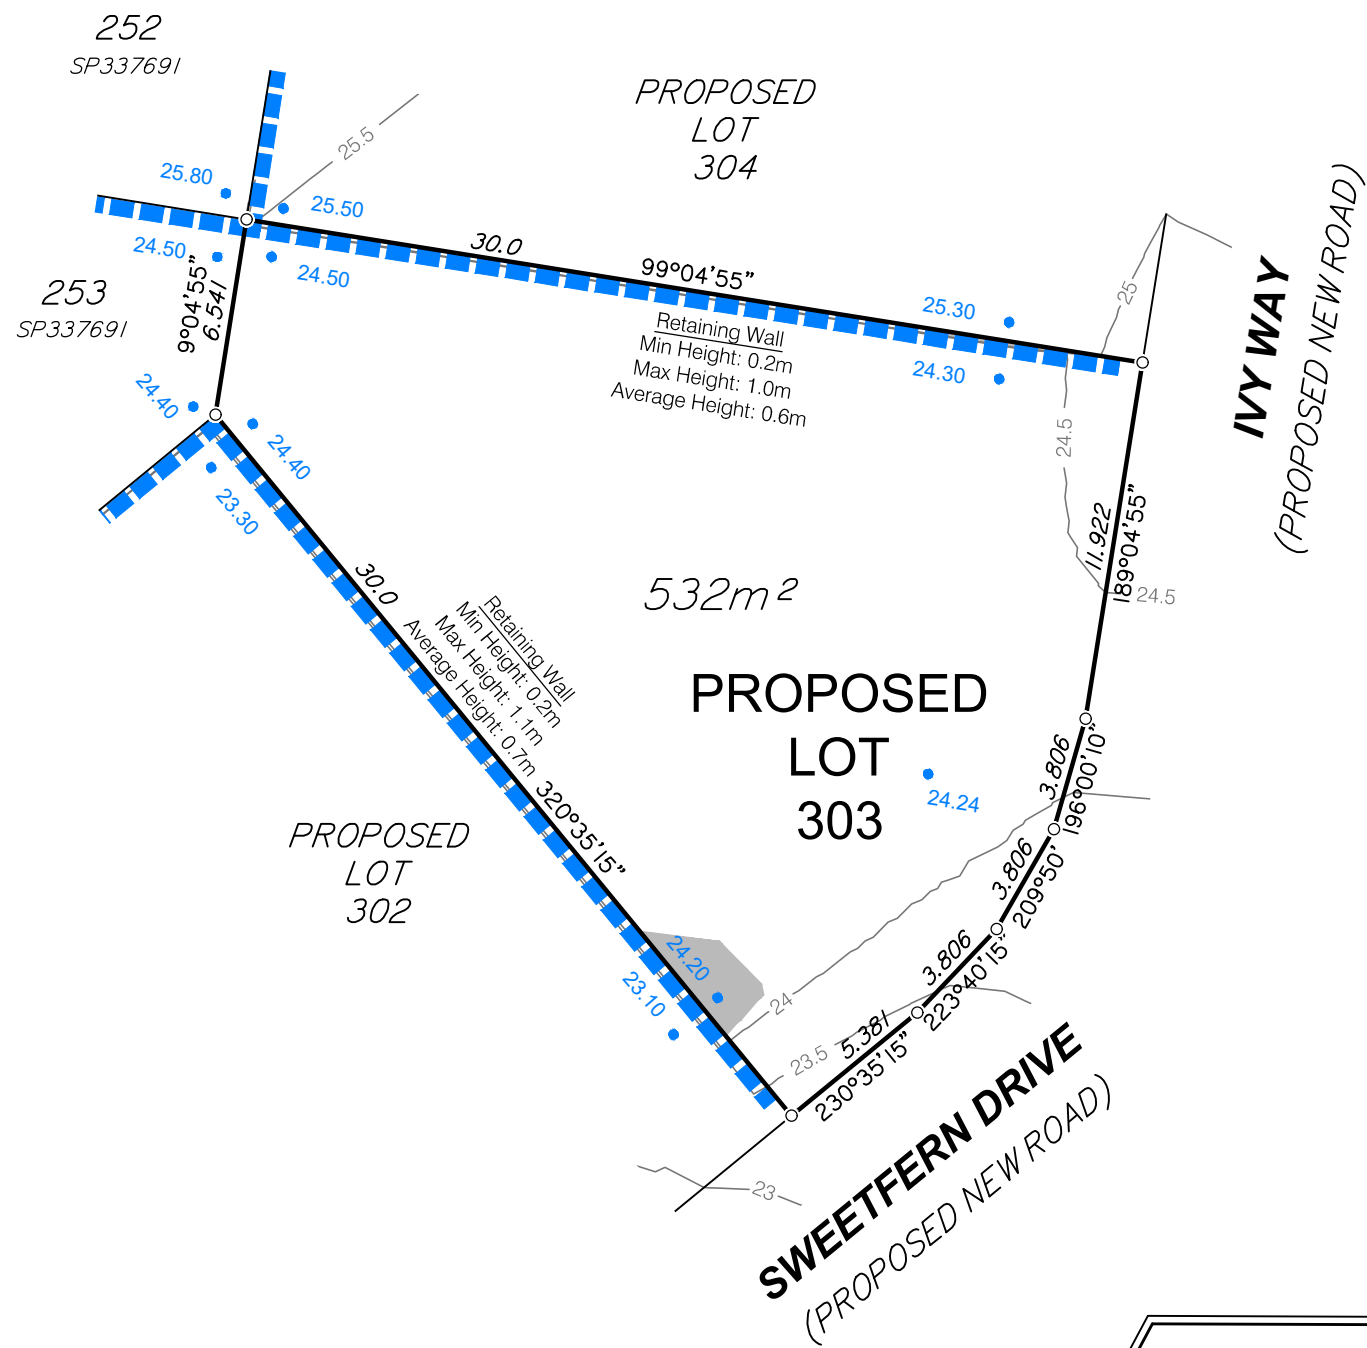 252
SP337691
PROPOSED
LOT
304
25.5
25.80
25.50
24.50
24.50
30.0
99°04'55"
253
SP337691
9°04'55"
6.541
25.30
24.30
25
Retaining Wall
Min Height: 0.2m
Max Height: 1.0m
Average Height: 0.6m
IVY WAY
(PROPOSED NEW ROAD)
24.40
24.40
23.30
24.5
11.922
189°04'55"
24.5
30.0
Retaining Wall
Min Height: 0.2m
Max Height: 1.1m
Average Height: 0.7m
532m²
PROPOSED
LOT
303
24.24
3.806
196°00'10"
320°35'15"
PROPOSED
LOT
302
3.806
209°50'
24.20
23.10
3.806
223°40'15"
24
23.5
5.381
230°35'15"
23
SWEETFERN DRIVE
(PROPOSED NEW ROAD)